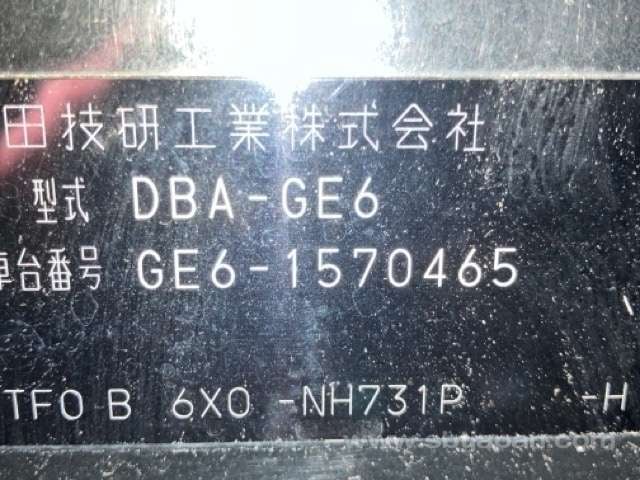 田技研工業株式会社
型式 DBA-GE6
車台番号 GE6-1570465
TF0 B 6X0 -NH731P -H